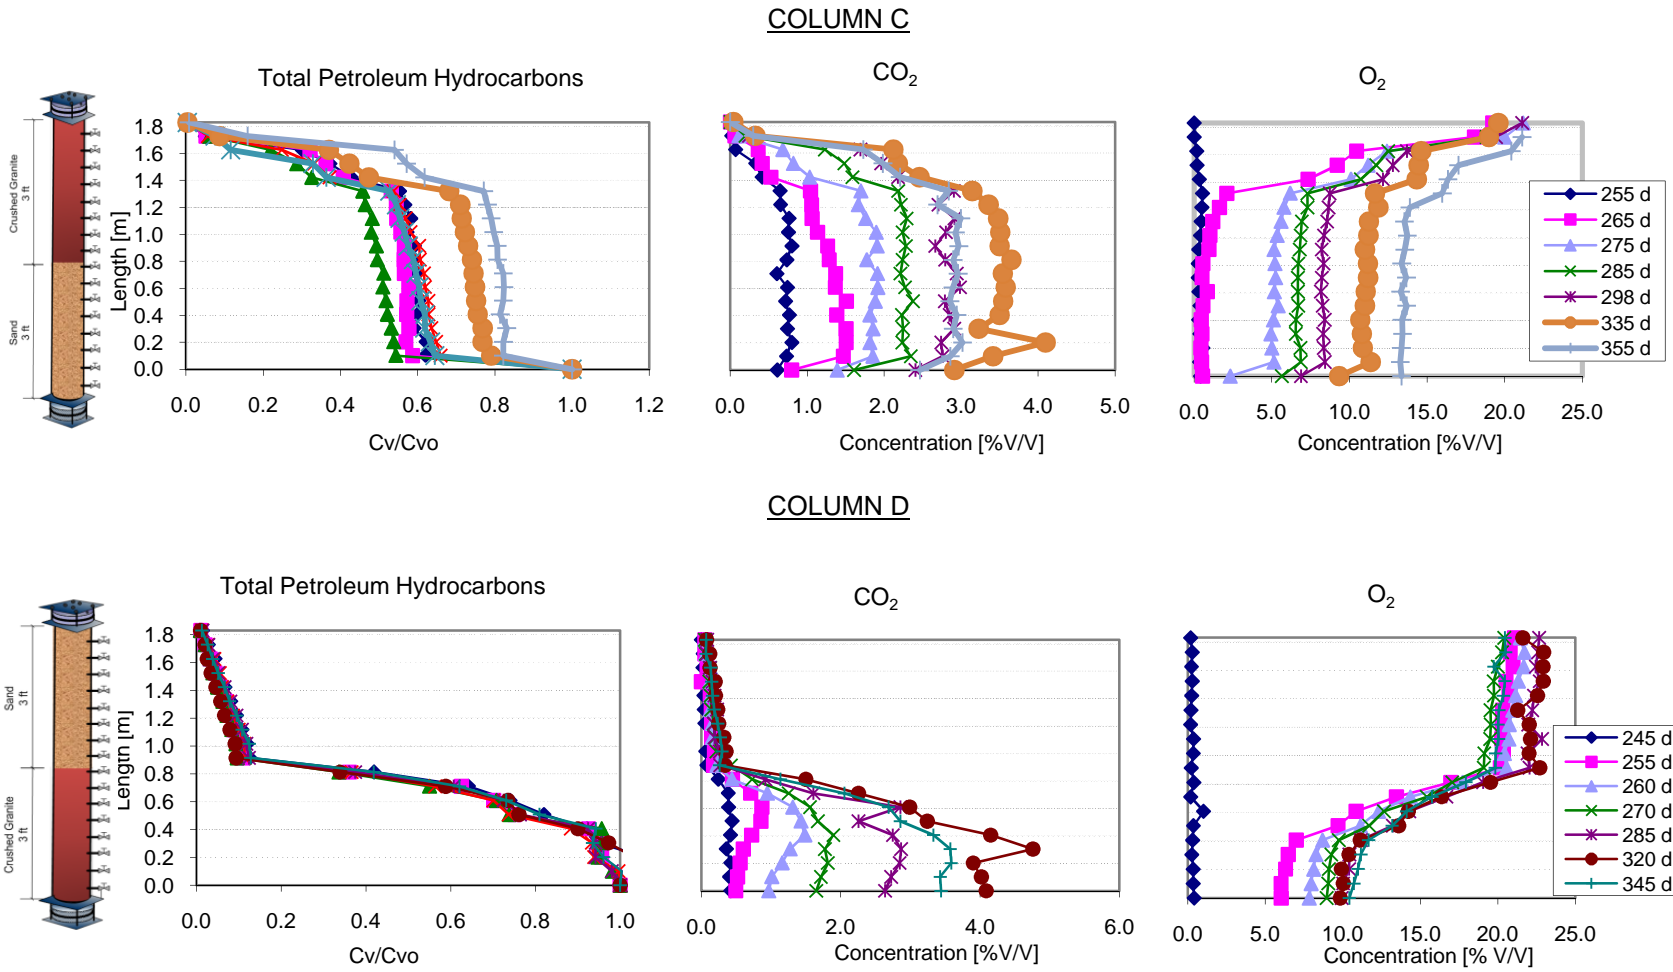 COLUMN C
Total Petroleum Hydrocarbons
CO2
O2
Crushed Granite
3 ft
Sand
3 ft
Length [m]
1.8
1.6
1.4
1.2
1.0
0.8
0.6
0.4
0.2
0.0
0.0 0.2 0.4 0.6 0.8 1.0 1.2
Cv/Cvo
0.0 1.0 2.0 3.0 4.0 5.0
Concentration [%V/V]
0.0 5.0 10.0 15.0 20.0 25.0
Concentration [%V/V]
255 d
265 d
275 d
285 d
298 d
335 d
355 d
COLUMN D
Total Petroleum Hydrocarbons
CO2
O2
Sand
3 ft
Crushed Granite
3 ft
Length [m]
1.8
1.6
1.4
1.2
1.0
0.8
0.6
0.4
0.2
0.0
0.0 0.2 0.4 0.6 0.8 1.0
Cv/Cvo
0.0 2.0 4.0 6.0
Concentration [%V/V]
0.0 5.0 10.0 15.0 20.0 25.0
Concentration [% V/V]
245 d
255 d
260 d
270 d
285 d
320 d
345 d